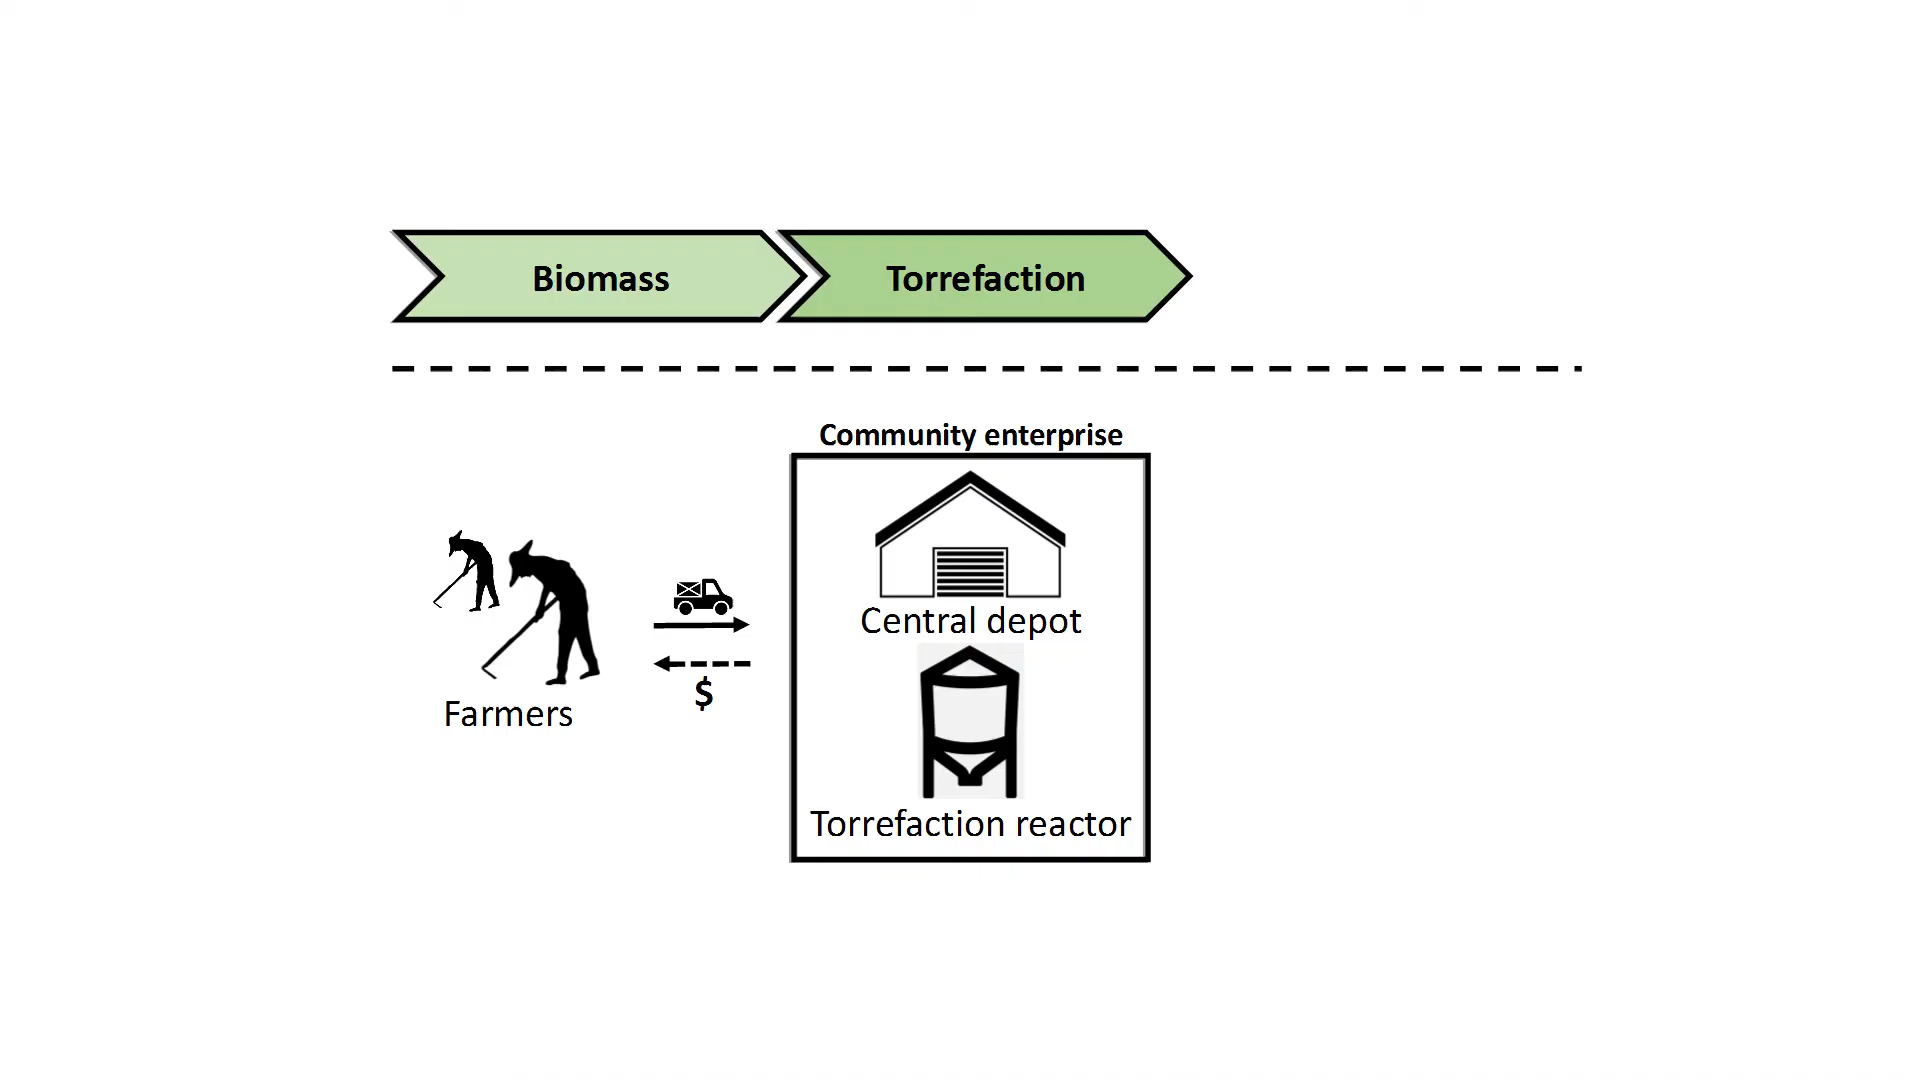 Biomass
Torrefaction
Community enterprise
Central depot
$
Farmers
Torrefaction reactor